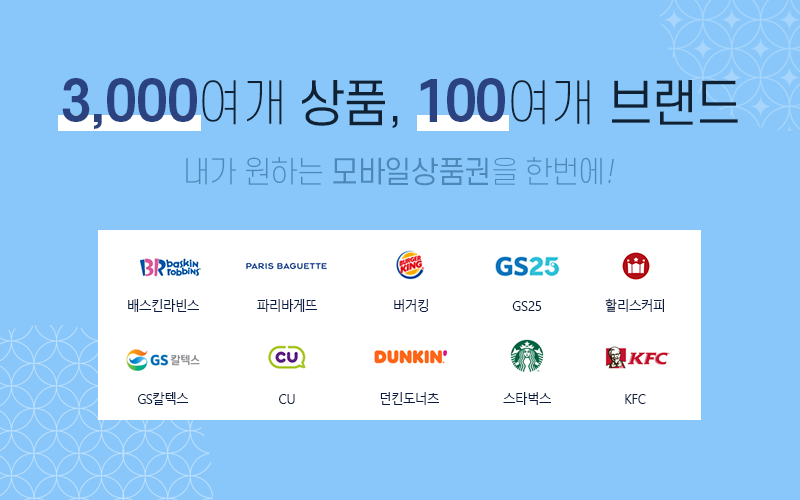 3,000여개 상품, 100여개 브랜드
내가 원하는 모바일상품권을 한번에!
BR baskin robbins
PARIS BAGUETTE
BURGER KING
GS25
배스킨라빈스
파리바게뜨
버거킹
GS25
할리스커피
GS 칼텍스
CU
DUNKIN'
KFC
GS칼텍스
CU
던킨도너츠
스타벅스
KFC